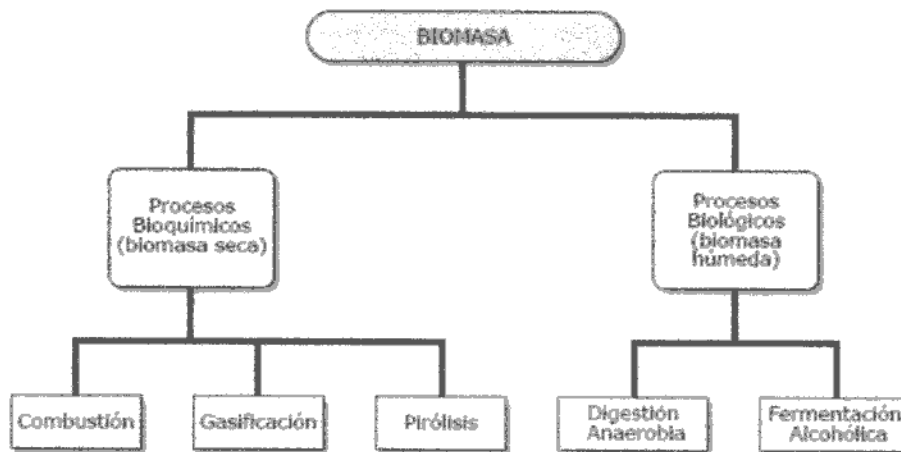 BIOMASA
Procesos
Bioquímicos
(biomasa seca)
Procesos
Biológicos
(biomasa
húmeda)
Combustión
Gasificación
Pirólisis
Digestión
Anaerobia
Fermentación
Alcohólica